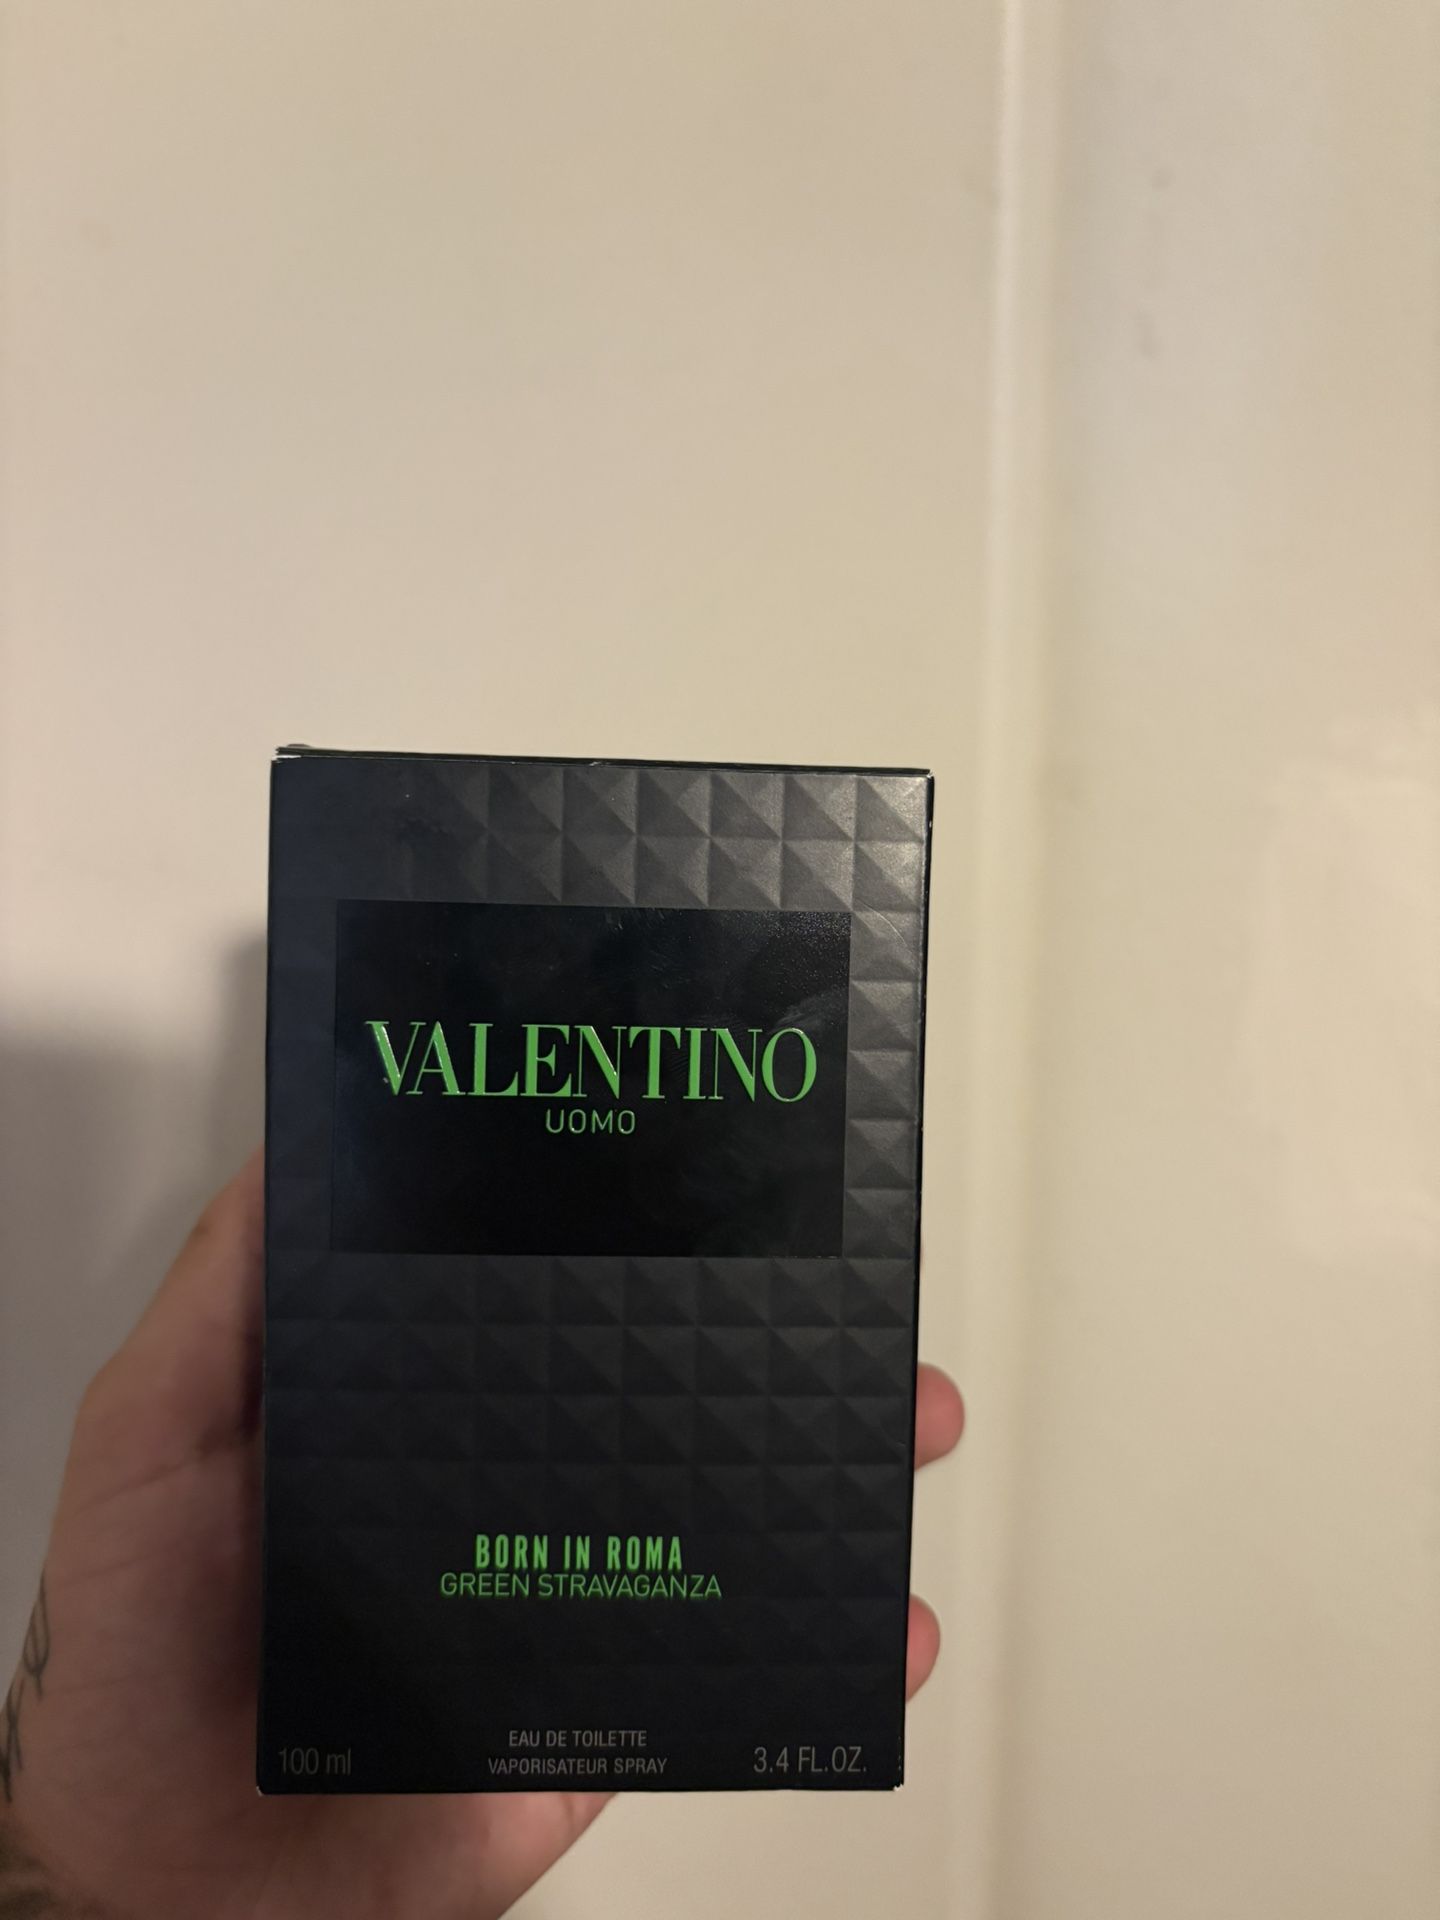 VALENTINO
UOMO
BORN IN ROMA
GREEN STRAVAGANZA
EAU DE TOILETTE
100 ml VAPORISATEUR SPRAY 3.4 FL.OZ.